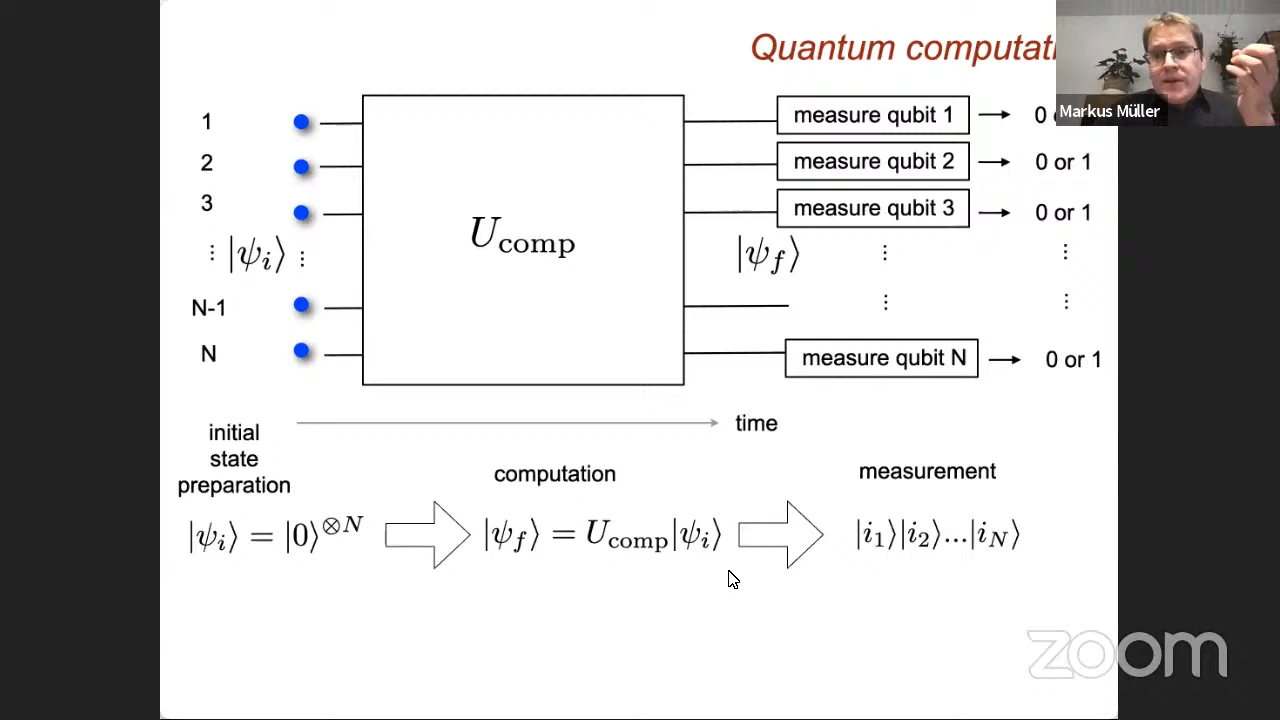 Quantum computati
Markus Müller
1
measure qubit 1
0
2
measure qubit 2
0 or 1
3
measure qubit 3
0 or 1
⋮ |ψ_i⟩ ⋮
U_comp
|ψ_f⟩
⋮
⋮
N-1
⋮
⋮
N
measure qubit N
0 or 1
time
initial
state
preparation
computation
measurement
|ψ_i⟩ = |0⟩^{⊗N}
|ψ_f⟩ = U_comp|ψ_i⟩
|i_1⟩|i_2⟩...|i_N⟩
zoom